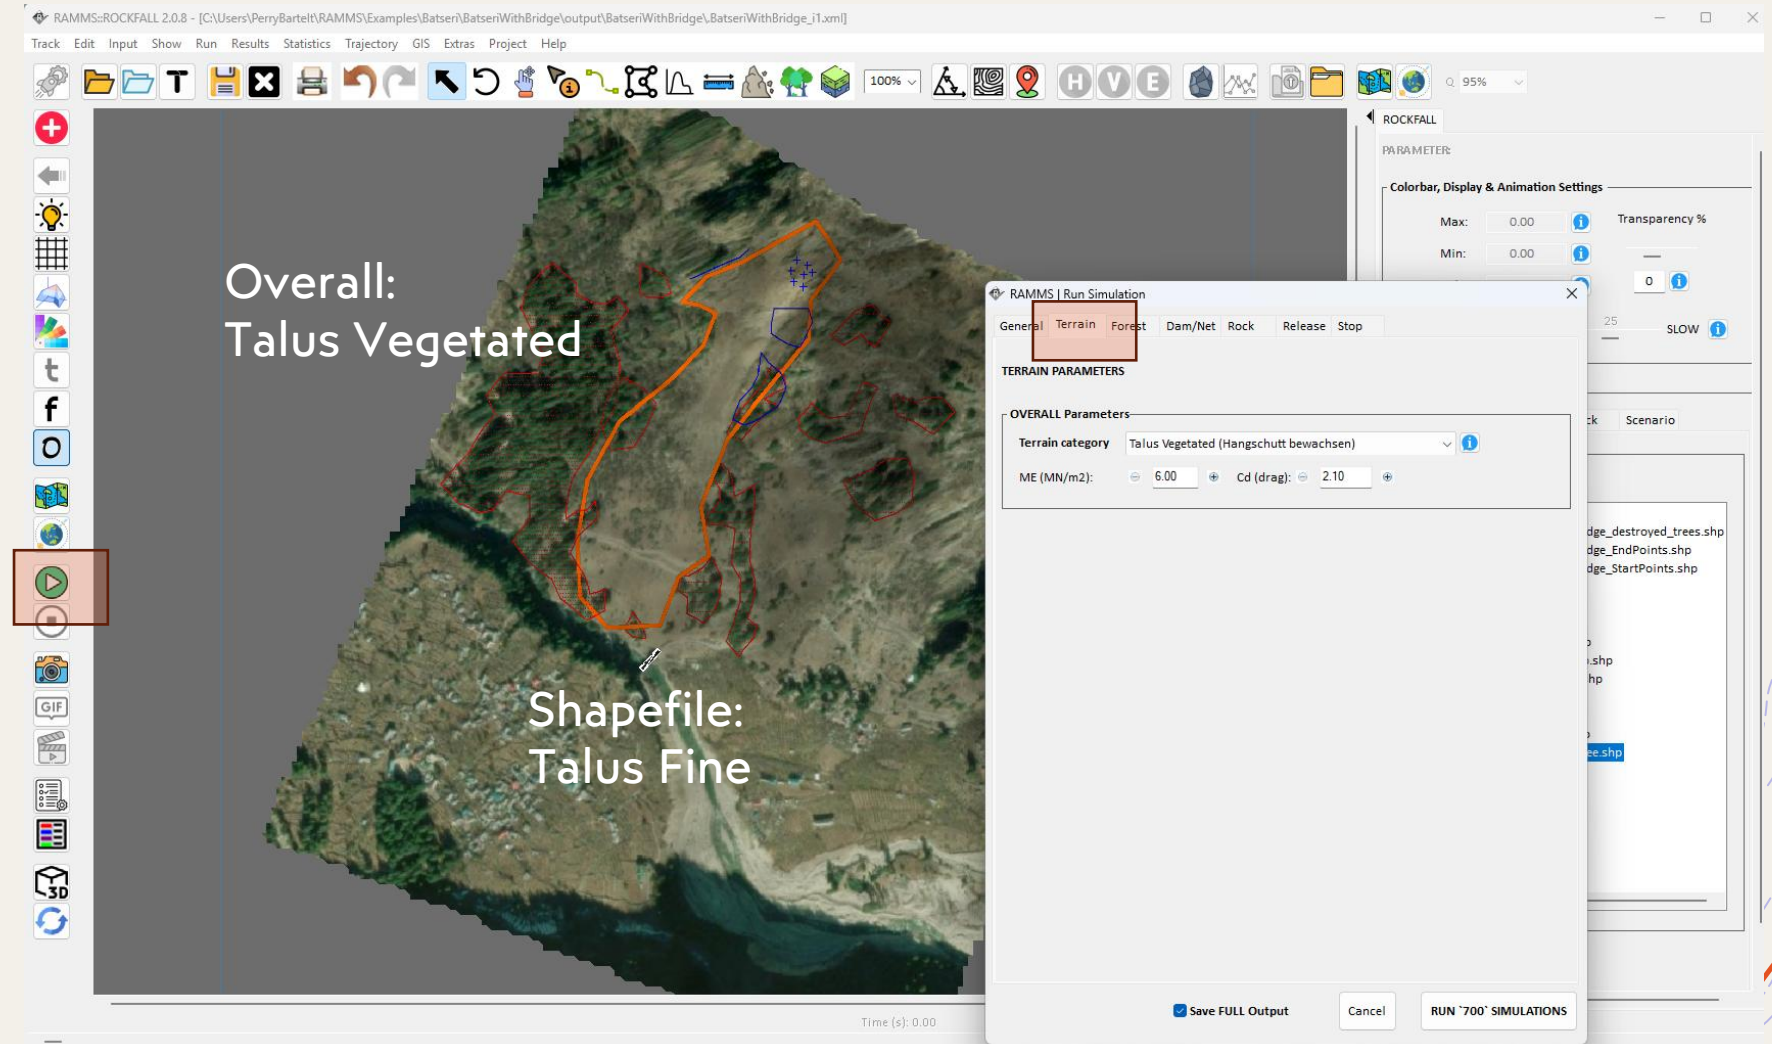 RAMMS::ROCKFALL 2.0.8 - [C:\Users\PerryBartelt\RAMMS\Examples\Batseri\BatseriWithBridge\output\BatseriWithBridge\.BatseriWithBridge_i1.xml]
Track Edit Input Show Run Results Statistics Trajectory GIS Extras Project Help
T 100% H V E 95%
ROCKFALL
PARAMETER:
Colorbar, Display & Animation Settings
Max: 0.00 Transparency %
Min: 0.00
0
25
SLOW
Overall:
Talus Vegetated
Shapefile:
Talus Fine
t
f
GIF
3D
RAMMS | Run Simulation
General Terrain Forest Dam/Net Rock Release Stop
TERRAIN PARAMETERS
OVERALL Parameters
Terrain category Talus Vegetated (Hangschutt bewachsen)
ME (MN/m2): 6.00 Cd (drag): 2.10
Save FULL Output Cancel RUN `700` SIMULATIONS
ck Scenario
dge_destroyed_trees.shp
dge_EndPoints.shp
dge_StartPoints.shp
.shp
hp
ee.shp
Time (s): 0.00